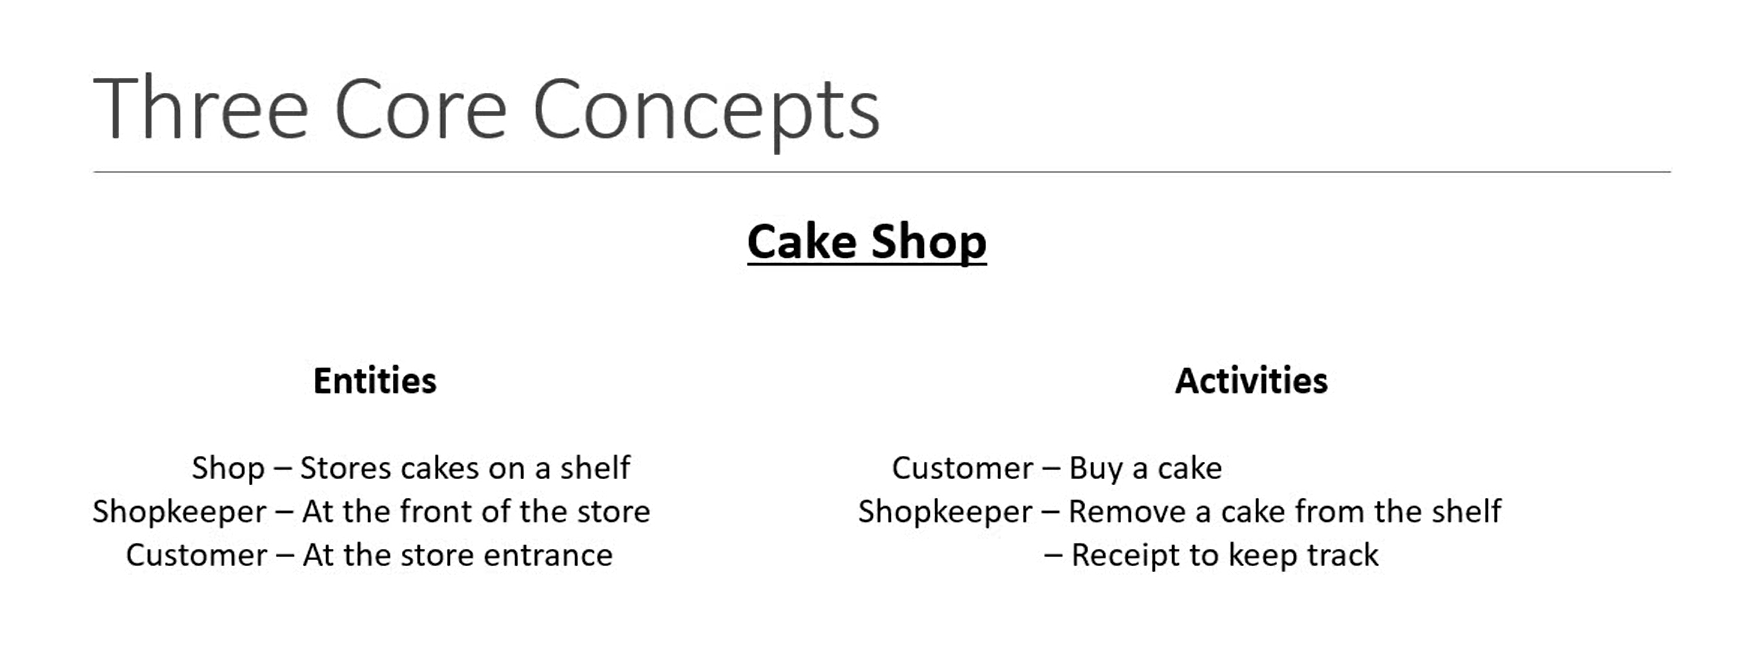 Three Core Concepts
Cake Shop
Entities
Shop – Stores cakes on a shelf
Shopkeeper – At the front of the store
Customer – At the store entrance
Activities
Customer – Buy a cake
Shopkeeper – Remove a cake from the shelf
– Receipt to keep track